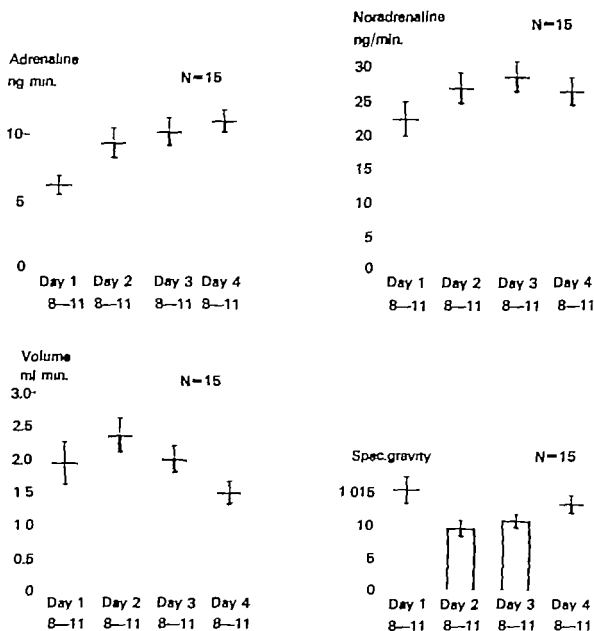 Adrenaline
ng min.
N=15
10-
5
0
Day 1 Day 2 Day 3 Day 4
8—11 8—11 8—11 8—11
Noradrenaline
ng/min.
N=15
30
25
20
15
10
5
0
Day 1 Day 2 Day 3 Day 4
8—11 8—11 8—11 8—11
Volume
ml min.
N=15
3.0-
2.5
2.0
1 5
1.0
0.5
0
Day 1 Day 2 Day 3 Day 4
8—11 8—11 8—11 8—11
Spec.gravity
N=15
1 015
10
5
0
Day 1 Day 2 Day 3 Day 4
8—11 8—11 8—11 8—11